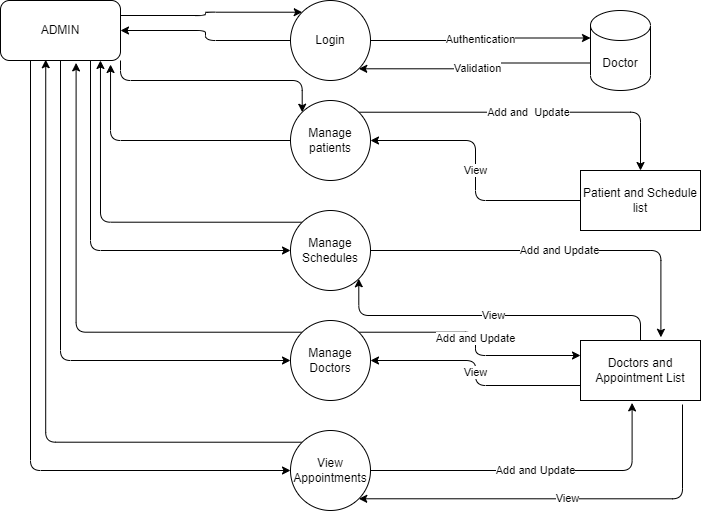 ADMIN
Login
Authentication
Validation
Doctor
Manage
patients
Add and Update
View
Patient and Schedule
list
Manage
Schedules
Add and Update
View
Manage
Doctors
Add and Update
View
Doctors and
Appointment List
View
Appointments
Add and Update
View